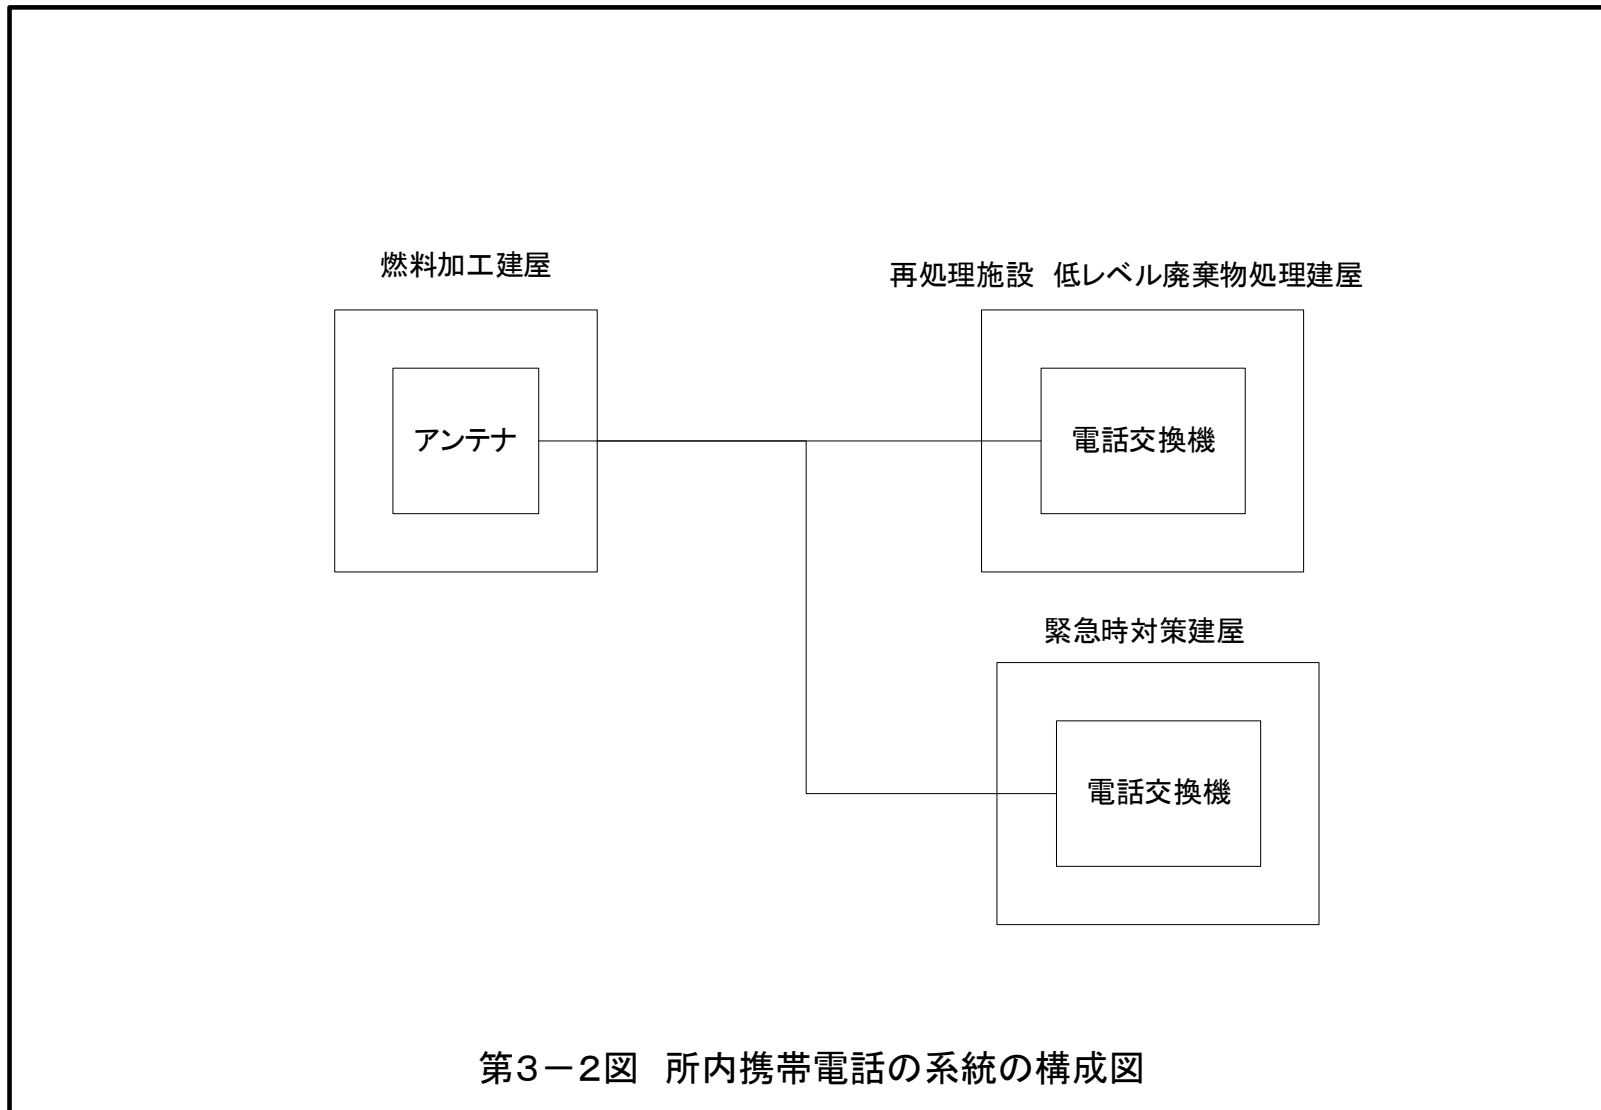 燃料加工建屋
再処理施設 低レベル廃棄物処理建屋
アンテナ
電話交換機
緊急時対策建屋
電話交換機
第3－2図 所内携帯電話の系統の構成図